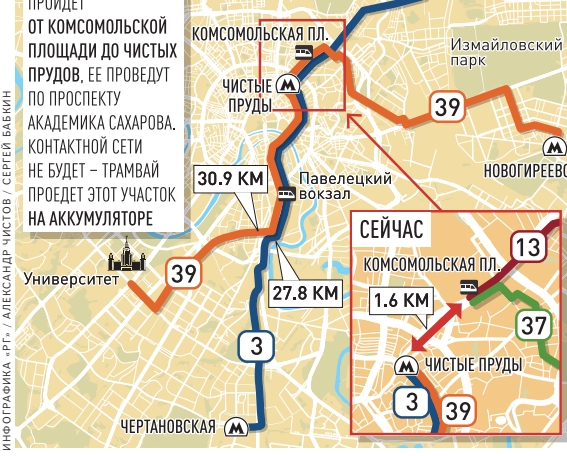 ПРОЙДЕТ
ОТ КОМСОМОЛЬСКОЙ
ПЛОЩАДИ ДО ЧИСТЫХ
ПРУДОВ, ЕЕ ПРОВЕДУТ
ПО ПРОСПЕКТУ
АКАДЕМИКА САХАРОВА.
КОНТАКТНОЙ СЕТИ
НЕ БУДЕТ – ТРАМВАЙ
ПРОЕДЕТ ЭТОТ УЧАСТОК
НА АККУМУЛЯТОРЕ
КОМСОМОЛЬСКАЯ ПЛ.
Измайловский
парк
ЧИСТЫЕ
ПРУДЫ
М
39
М
НОВОГИРЕЕВО
30.9 КМ
Павелецкий
вокзал
Университет
39
27.8 КМ
3
ЧЕРТАНОВСКАЯ
М
СЕЙЧАС
13
КОМСОМОЛЬСКАЯ ПЛ.
1.6 КМ
37
М
ЧИСТЫЕ ПРУДЫ
3
39
ИНФОГРАФИКА «РГ» / АЛЕКСАНДР ЧИСТОВ / СЕРГЕЙ БАБКИН